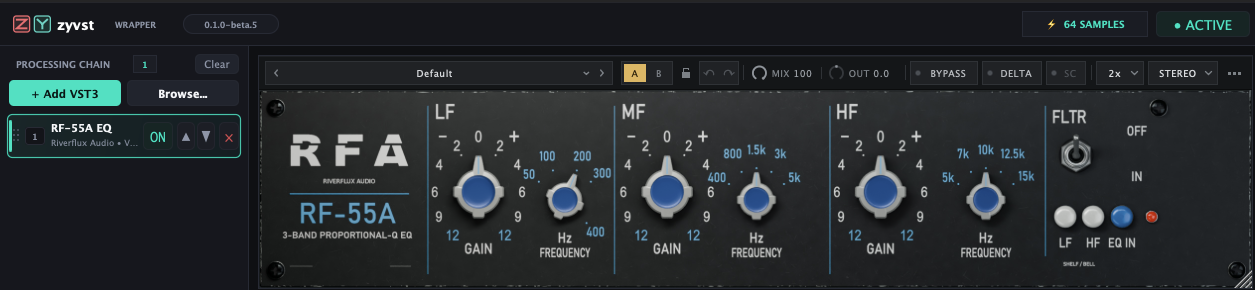 ZY zyvst WRAPPER 0.1.0-beta.5 ⚡ 64 SAMPLES ● ACTIVE
PROCESSING CHAIN 1 Clear
+ Add VST3 Browse...
1 RF-55A EQ ON ▲ ▼ ×
Riverflux Audio • V...
< Default > A B MIX 100 OUT 0.0 BYPASS DELTA SC 2x STEREO •••
RFA
RIVERFLUX AUDIO
RF-55A
3-BAND PROPORTIONAL-Q EQ
LF
− 0 +
2 2
4 4
6 6
9 9
12 12
GAIN
50 100 200 300 400
Hz
FREQUENCY
MF
− 0 +
2 2
4 4
6 6
9 9
12 12
GAIN
400 800 1.5k 3k 5k
Hz
FREQUENCY
HF
− 0 +
2 2
4 4
6 6
9 9
12 12
GAIN
5k 7k 10k 12.5k 15k
Hz
FREQUENCY
FLTR
OFF
IN
LF HF EQ IN
SHELF / BELL